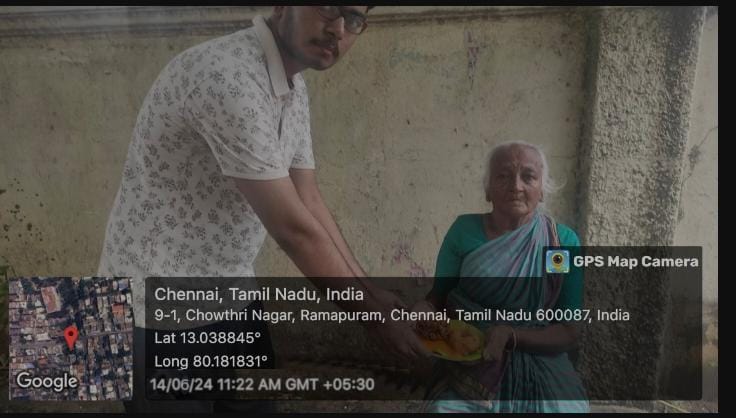 GPS Map Camera
Chennai, Tamil Nadu, India
9-1, Chowthri Nagar, Ramapuram, Chennai, Tamil Nadu 600087, India
Lat 13.038845°
Long 80.181831°
14/06/24 11:22 AM GMT +05:30
Google